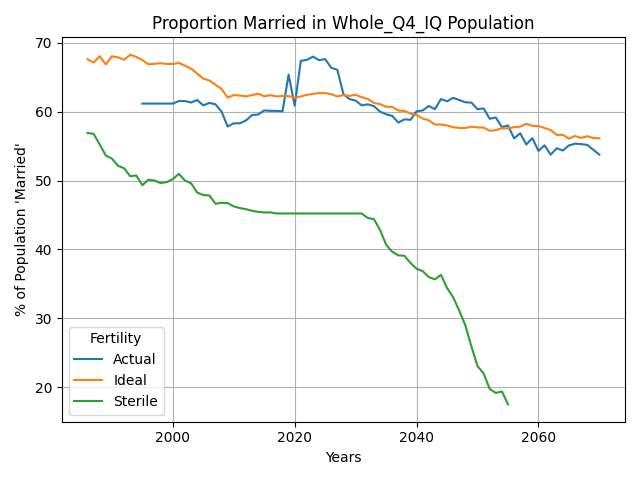 Proportion Married in Whole_Q4_IQ Population
70
60
50
40
30
20
% of Population 'Married'
Fertility
Actual
Ideal
Sterile
2000 2020 2040 2060
Years